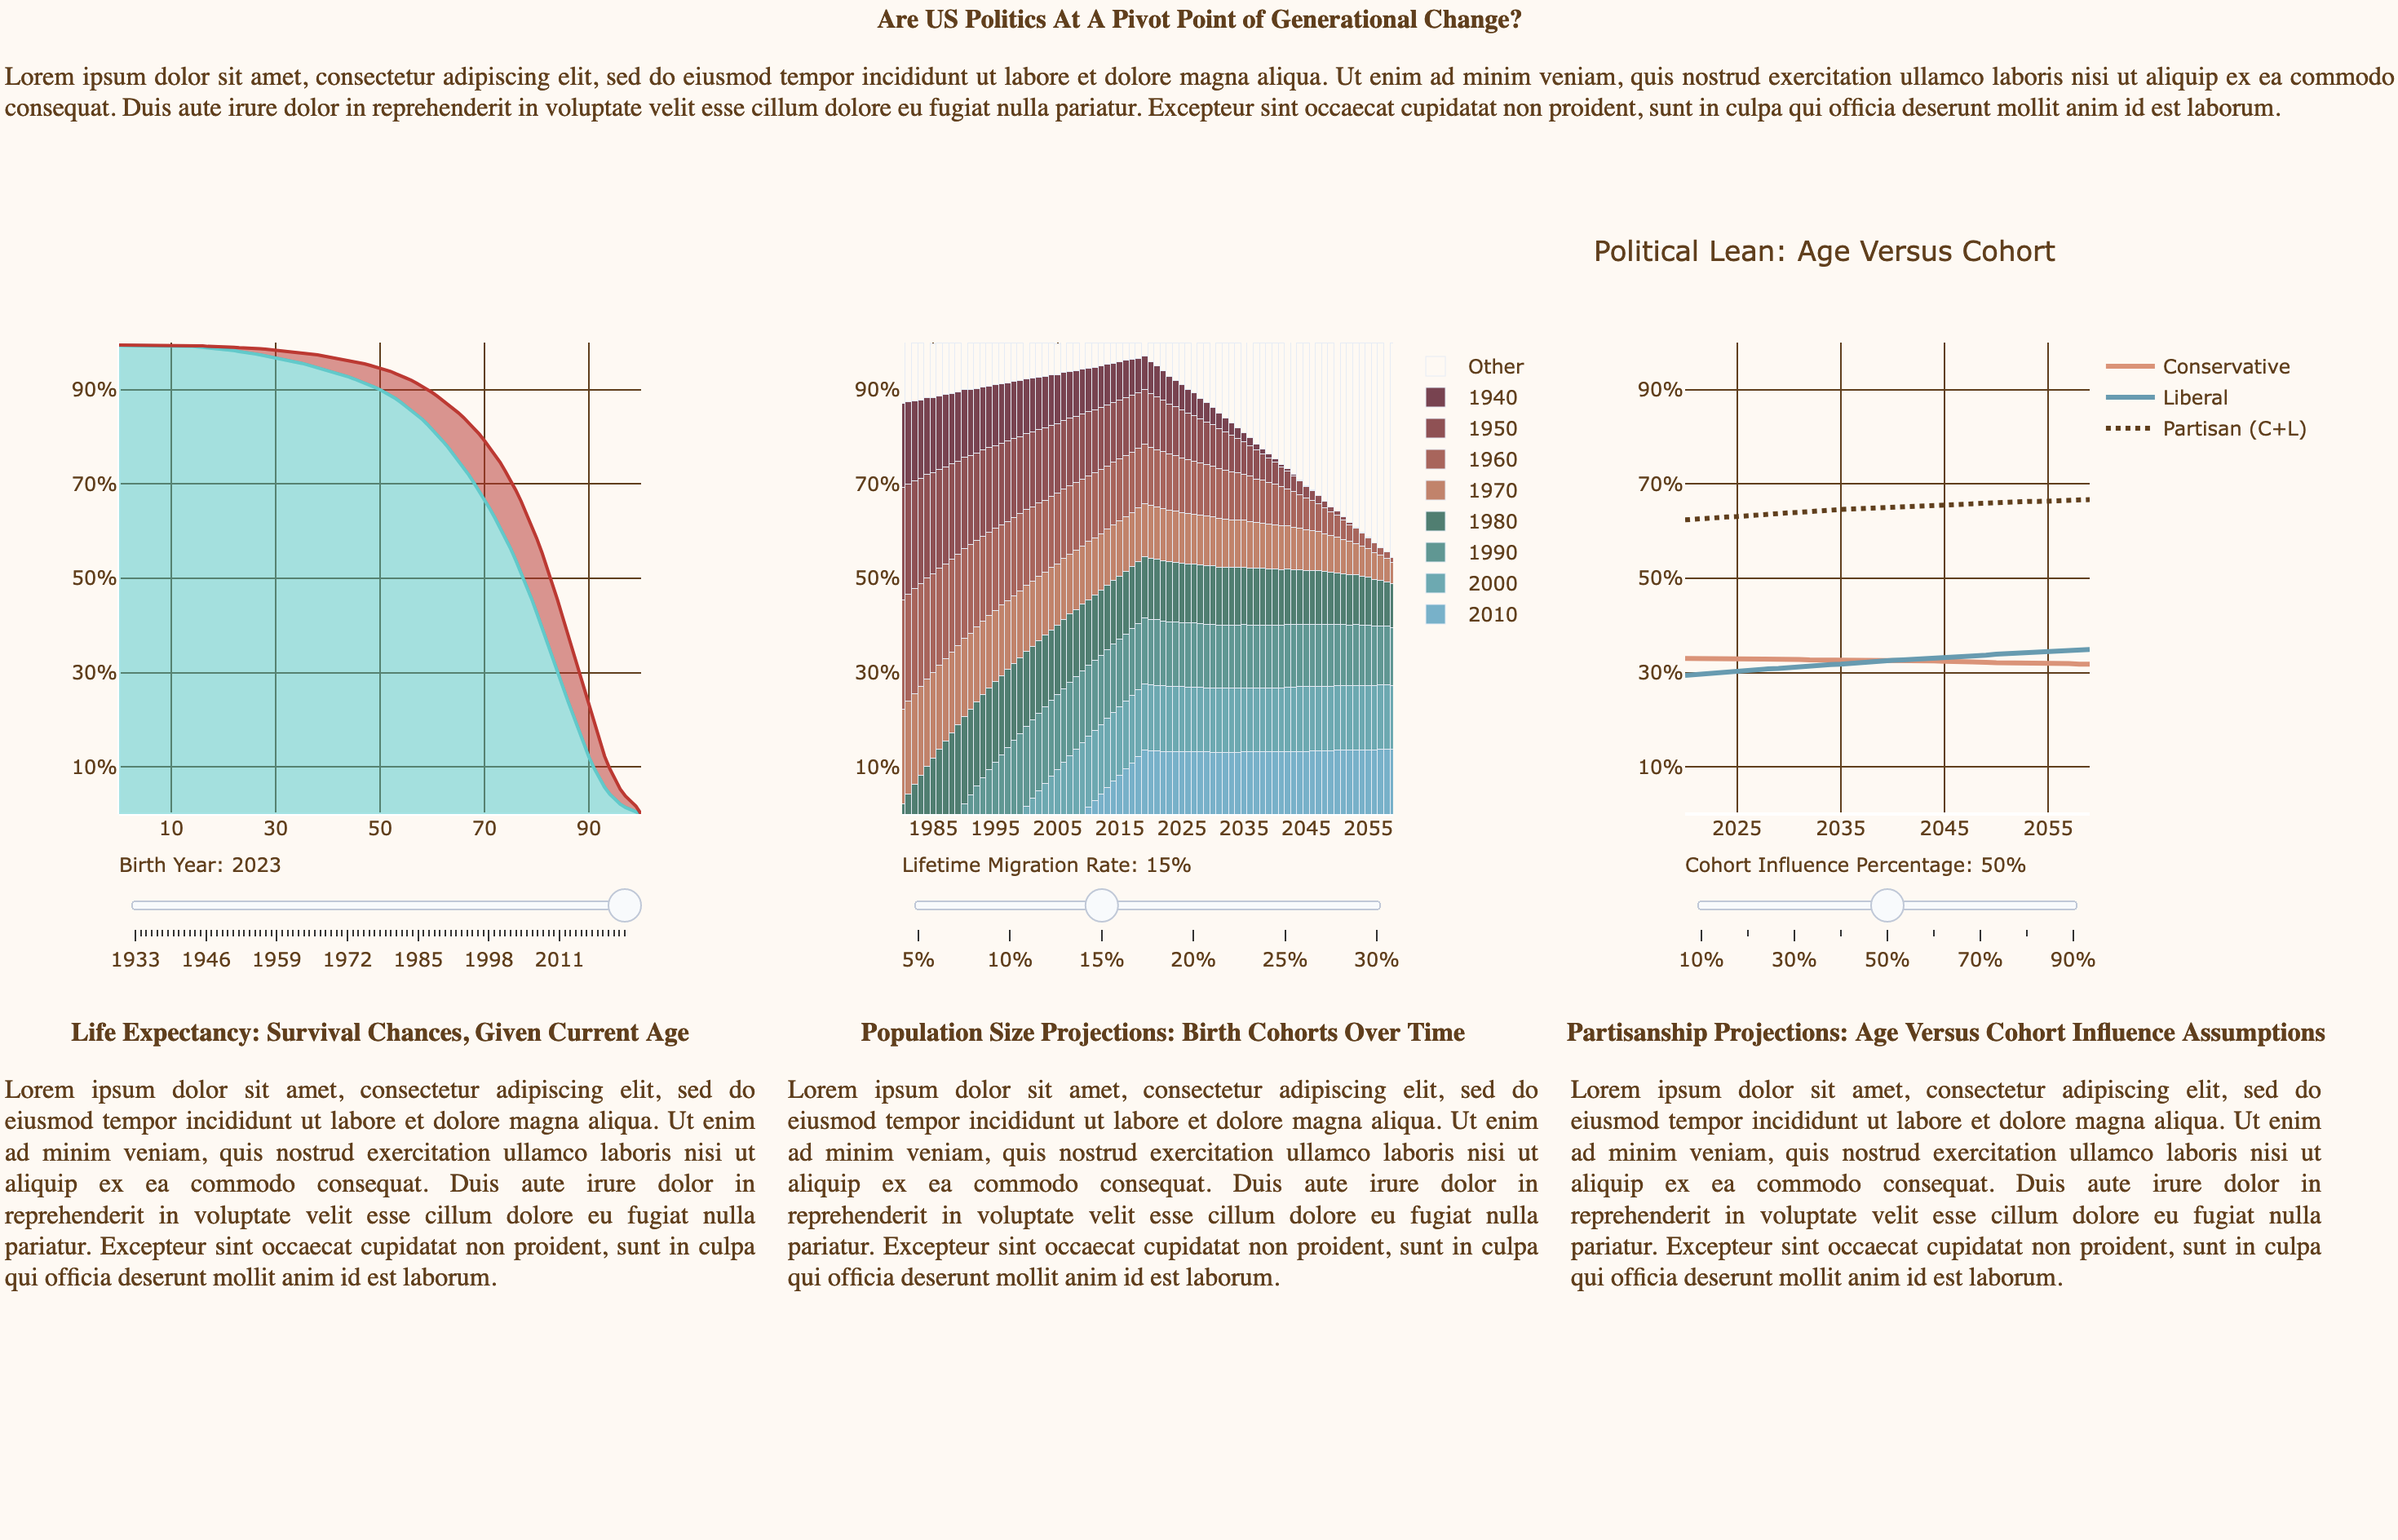 Are US Politics At A Pivot Point of Generational Change?
Lorem ipsum dolor sit amet, consectetur adipiscing elit, sed do eiusmod tempor incididunt ut labore et dolore magna aliqua. Ut enim ad minim veniam, quis nostrud exercitation ullamco laboris nisi ut aliquip ex ea commodo
consequat. Duis aute irure dolor in reprehenderit in voluptate velit esse cillum dolore eu fugiat nulla pariatur. Excepteur sint occaecat cupidatat non proident, sunt in culpa qui officia deserunt mollit anim id est laborum.
90%
70%
50%
30%
10%
10 30 50 70 90
Birth Year: 2023
1933 1946 1959 1972 1985 1998 2011
90%
70%
50%
30%
10%
1985 1995 2005 2015 2025 2035 2045 2055
Other
1940
1950
1960
1970
1980
1990
2000
2010
Lifetime Migration Rate: 15%
5% 10% 15% 20% 25% 30%
Political Lean: Age Versus Cohort
90%
70%
50%
30%
10%
2025 2035 2045 2055
Conservative
Liberal
Partisan (C+L)
Cohort Influence Percentage: 50%
10% 30% 50% 70% 90%
Life Expectancy: Survival Chances, Given Current Age
Lorem ipsum dolor sit amet, consectetur adipiscing elit, sed do
eiusmod tempor incididunt ut labore et dolore magna aliqua. Ut enim
ad minim veniam, quis nostrud exercitation ullamco laboris nisi ut
aliquip ex ea commodo consequat. Duis aute irure dolor in
reprehenderit in voluptate velit esse cillum dolore eu fugiat nulla
pariatur. Excepteur sint occaecat cupidatat non proident, sunt in culpa
qui officia deserunt mollit anim id est laborum.
Population Size Projections: Birth Cohorts Over Time
Lorem ipsum dolor sit amet, consectetur adipiscing elit, sed do
eiusmod tempor incididunt ut labore et dolore magna aliqua. Ut enim
ad minim veniam, quis nostrud exercitation ullamco laboris nisi ut
aliquip ex ea commodo consequat. Duis aute irure dolor in
reprehenderit in voluptate velit esse cillum dolore eu fugiat nulla
pariatur. Excepteur sint occaecat cupidatat non proident, sunt in culpa
qui officia deserunt mollit anim id est laborum.
Partisanship Projections: Age Versus Cohort Influence Assumptions
Lorem ipsum dolor sit amet, consectetur adipiscing elit, sed do
eiusmod tempor incididunt ut labore et dolore magna aliqua. Ut enim
ad minim veniam, quis nostrud exercitation ullamco laboris nisi ut
aliquip ex ea commodo consequat. Duis aute irure dolor in
reprehenderit in voluptate velit esse cillum dolore eu fugiat nulla
pariatur. Excepteur sint occaecat cupidatat non proident, sunt in culpa
qui officia deserunt mollit anim id est laborum.